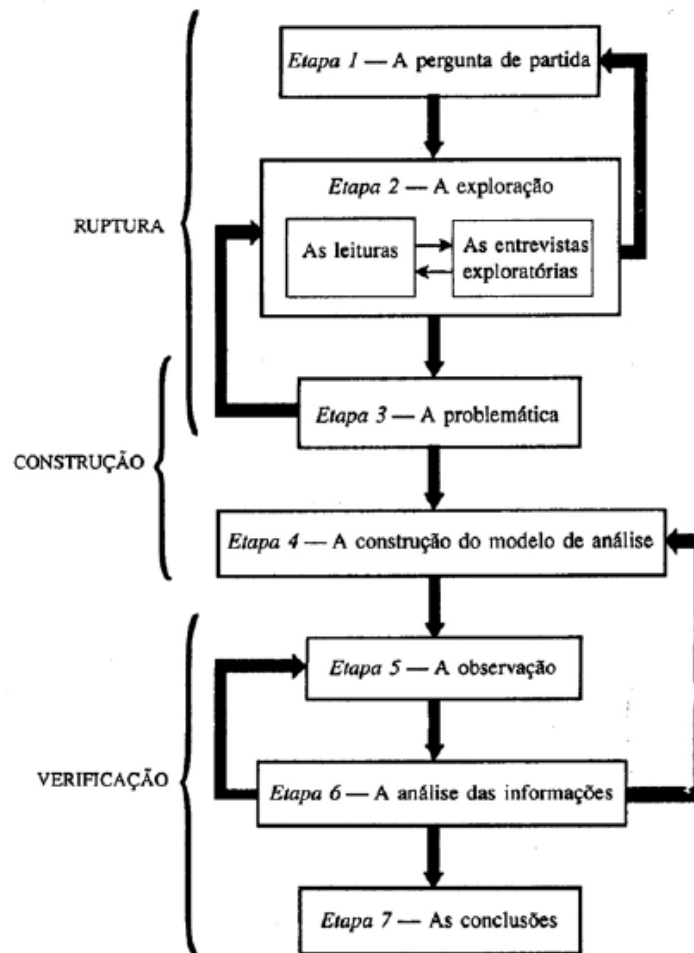 Etapa 1 — A pergunta de partida
Etapa 2 — A exploração
RUPTURA
As leituras
As entrevistas
exploratórias
Etapa 3 — A problemática
CONSTRUÇÃO
Etapa 4 — A construção do modelo de análise
Etapa 5 — A observação
VERIFICAÇÃO
Etapa 6 — A análise das informações
Etapa 7 — As conclusões